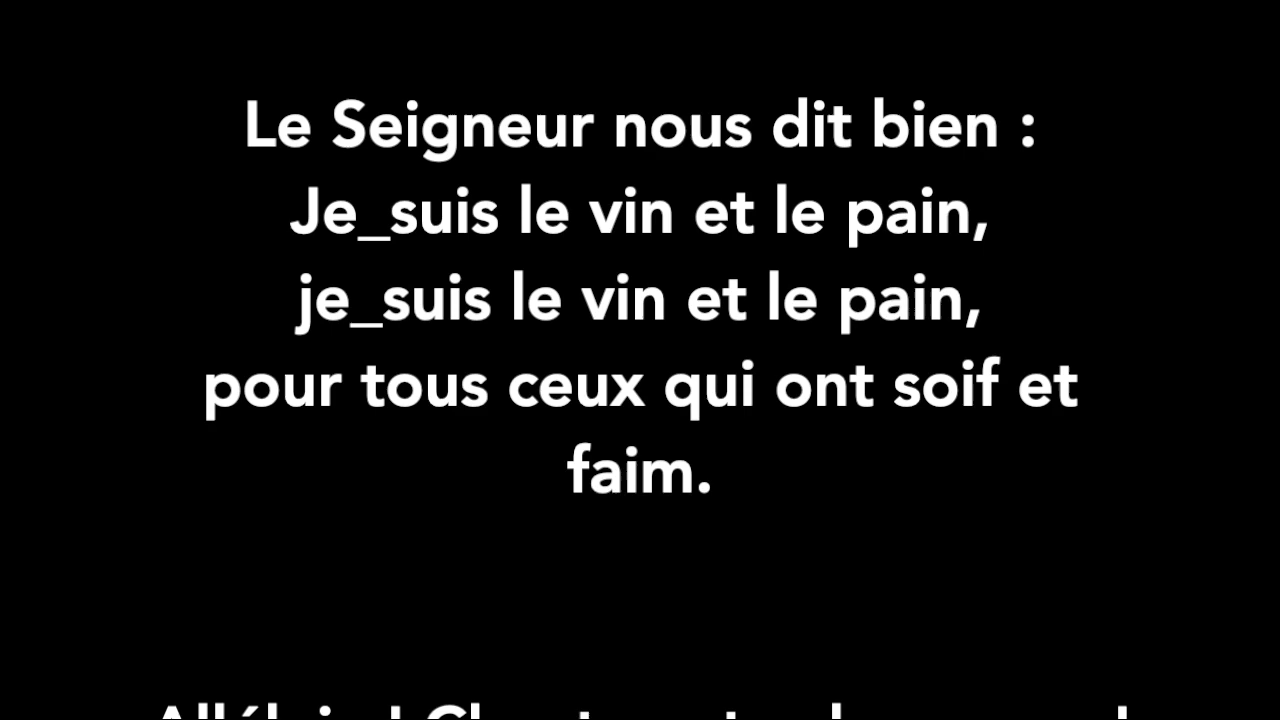 Le Seigneur nous dit bien :
Je_suis le vin et le pain,
je_suis le vin et le pain,
pour tous ceux qui ont soif et
faim.